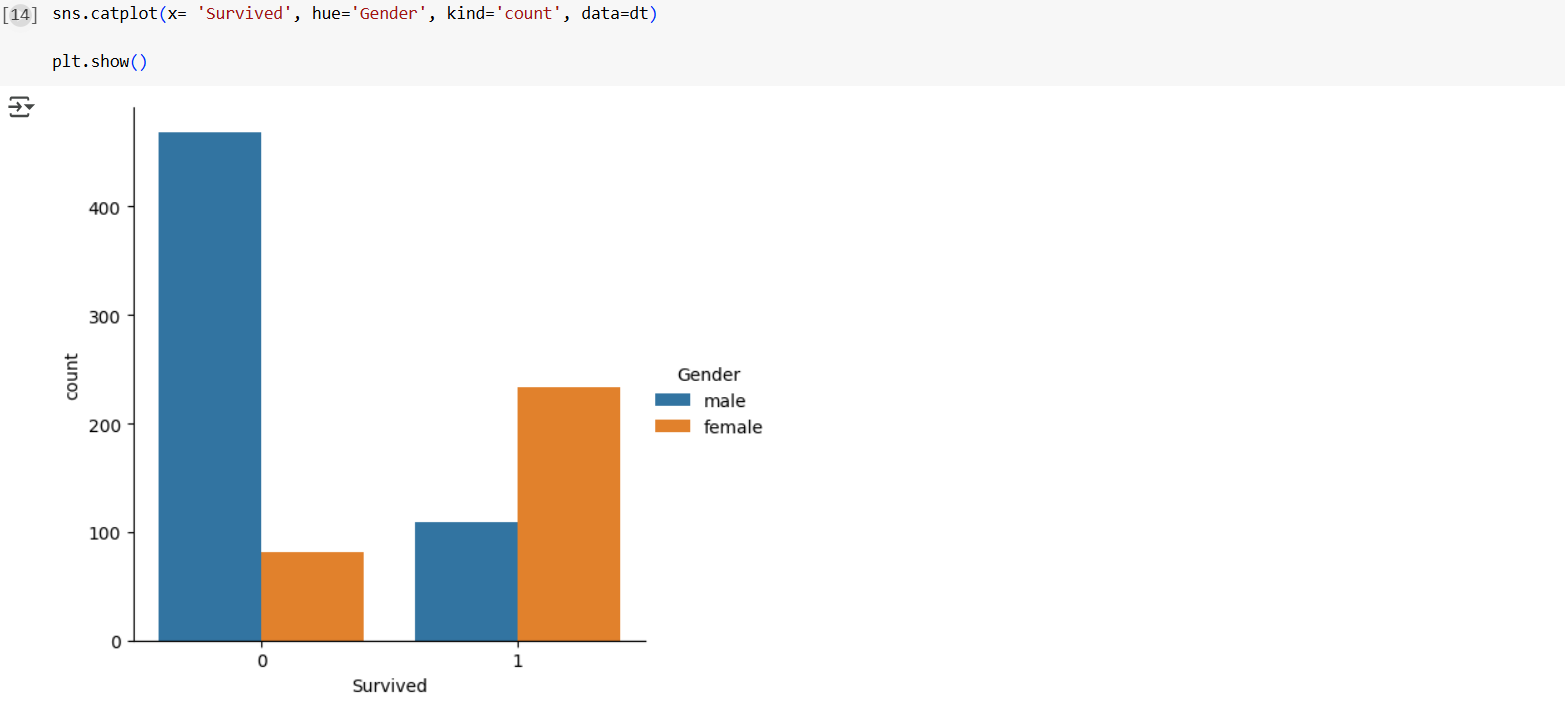 [14] sns.catplot(x= 'Survived', hue='Gender', kind='count', data=dt)
plt.show()
400
300
200
100
0
count
0 1
Survived
Gender
male
female